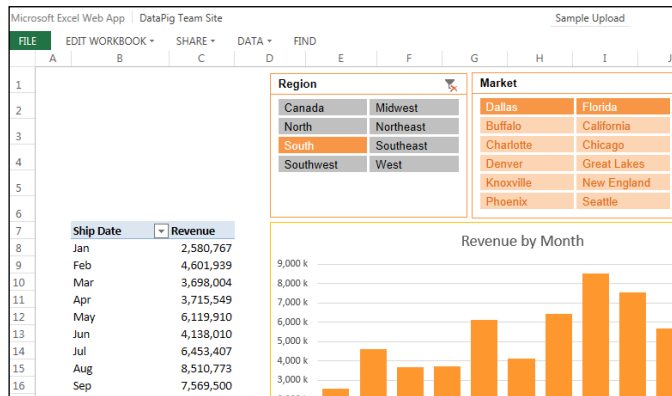 Microsoft Excel Web App | DataPig Team Site Sample Upload
FILE EDIT WORKBOOK SHARE DATA FIND
A B C D E F G H I J
1 Region Market
2 Canada Midwest Dallas Florida
North Northeast Buffalo California
3 South Southeast Charlotte Chicago
4 Southwest West Denver Great Lakes
5 Knoxville New England
6 Phoenix Seattle
7 Ship Date Revenue Revenue by Month
8 Jan 2,580,767 9,000 k
9 Feb 4,601,939 8,000 k
10 Mar 3,698,004 7,000 k
11 Apr 3,715,549
12 May 6,119,910 6,000 k
13 Jun 4,138,010 5,000 k
14 Jul 6,453,407 4,000 k
15 Aug 8,510,773 3,000 k
16 Sep 7,569,500